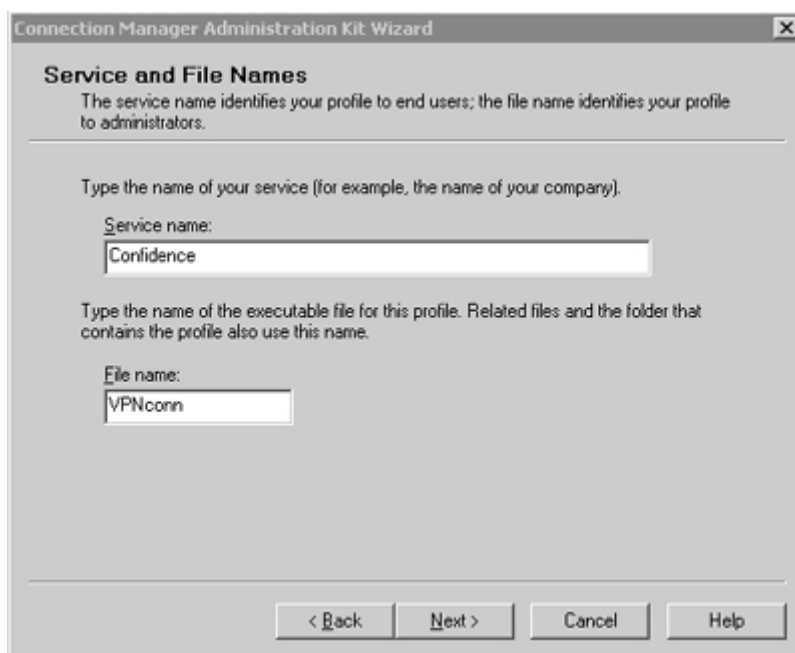 Connection Manager Administration Kit Wizard
Service and File Names
The service name identifies your profile to end users; the file name identifies your profile
to administrators.
Type the name of your service (for example, the name of your company).
Service name:
Confidence
Type the name of the executable file for this profile. Related files and the folder that
contains the profile also use this name.
File name:
VPNconn
< Back Next > Cancel Help